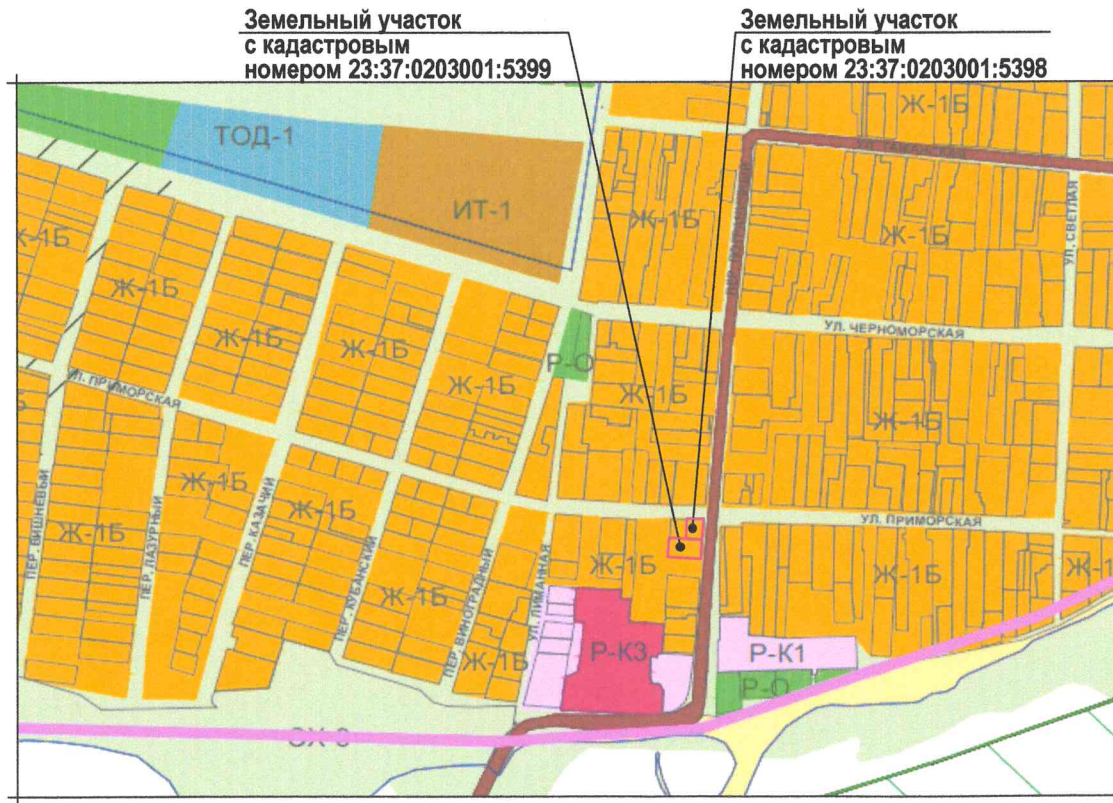 Земельный участок
с кадастровым
номером 23:37:0203001:5399
Земельный участок
с кадастровым
номером 23:37:0203001:5398
Ж-1Б
ТОД-1
ИТ-1
Ж-1Б
Ж-1Б
УЛ. СВЕТЛАЯ
Ж-1Б
Ж-1Б
Ж-1Б
Ж-1Б
УЛ. ЧЕРНОМОРСКАЯ
Р-О
Ж-1Б
Ж-1Б
Ж-1Б
УЛ. ПРИМОРСКАЯ
Ж-1Б
Ж-1Б
УЛ. ПРИМОРСКАЯ
Ж-1Б
ПЕР. ВИШНЕВЫЙ
ПЕР. ЛАЗУРНЫЙ
ПЕР. КАЗАЧИЙ
ПЕР. КУБАНСКИЙ
ПЕР. ВИНОГРАДНЫЙ
УЛ. ЛИМАННАЯ
Ж-1Б
Ж-1Б
Ж-1Б
Ж-1Б
Р-К3
Р-К1
Р-О